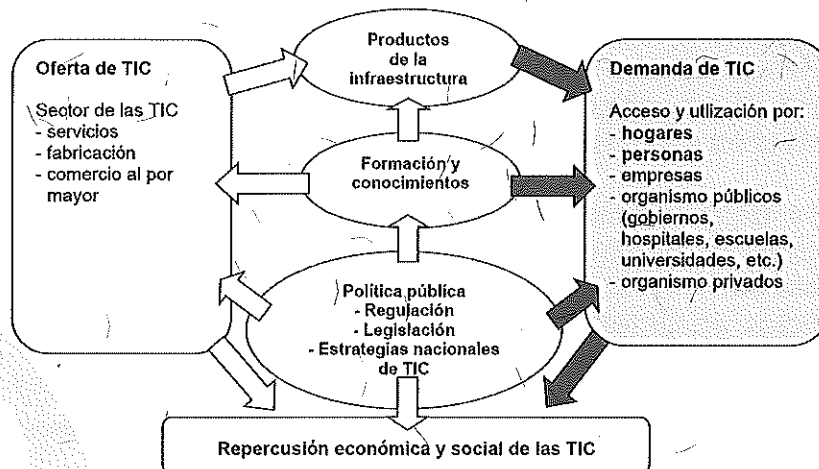 Oferta de TIC
Sector de las TIC
- servicios
- fabricación
- comercio al por
mayor
Productos
de la
infraestructura
Formación y
conocimientos
Política pública
- Regulación
- Legislación
- Estrategias nacionales
de TIC
Demanda de TIC
Acceso y utilización por:
- hogares
- personas
- empresas
- organismo públicos
(gobiernos,
hospitales, escuelas,
universidades, etc.)
- organismo privados
Repercusión económica y social de las TIC